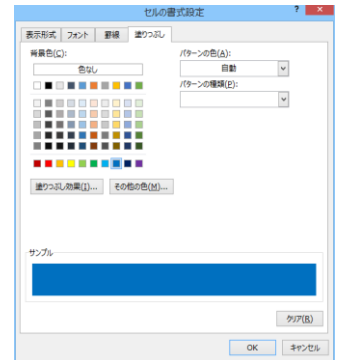 セルの書式設定
表示形式 フォント 罫線 塗りつぶし
背景色(C):
色なし
パターンの色(A):
自動
パターンの種類(P):
塗りつぶし効果(I)... その他の色(M)...
サンプル
クリア(R)
OK キャンセル